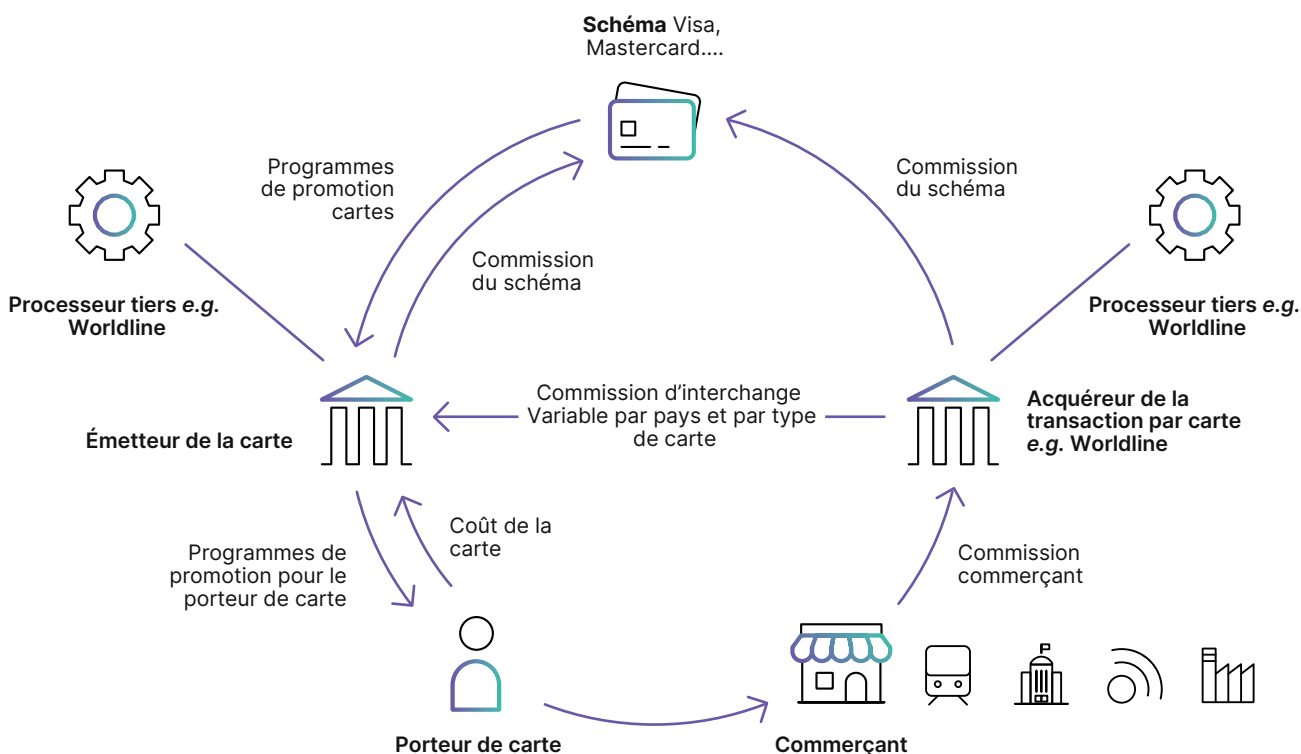 Schéma Visa,
Mastercard....
Programmes
de promotion
cartes
Commission
du schéma
Commission
du schéma
Processeur tiers e.g.
Worldline
Processeur tiers e.g.
Worldline
Commission d’interchange
Variable par pays et par type
de carte
Émetteur de la carte
Acquéreur de la
transaction par carte
e.g. Worldline
Coût de la
carte
Programmes de
promotion pour le
porteur de carte
Commission
commerçant
Porteur de carte
Commerçant